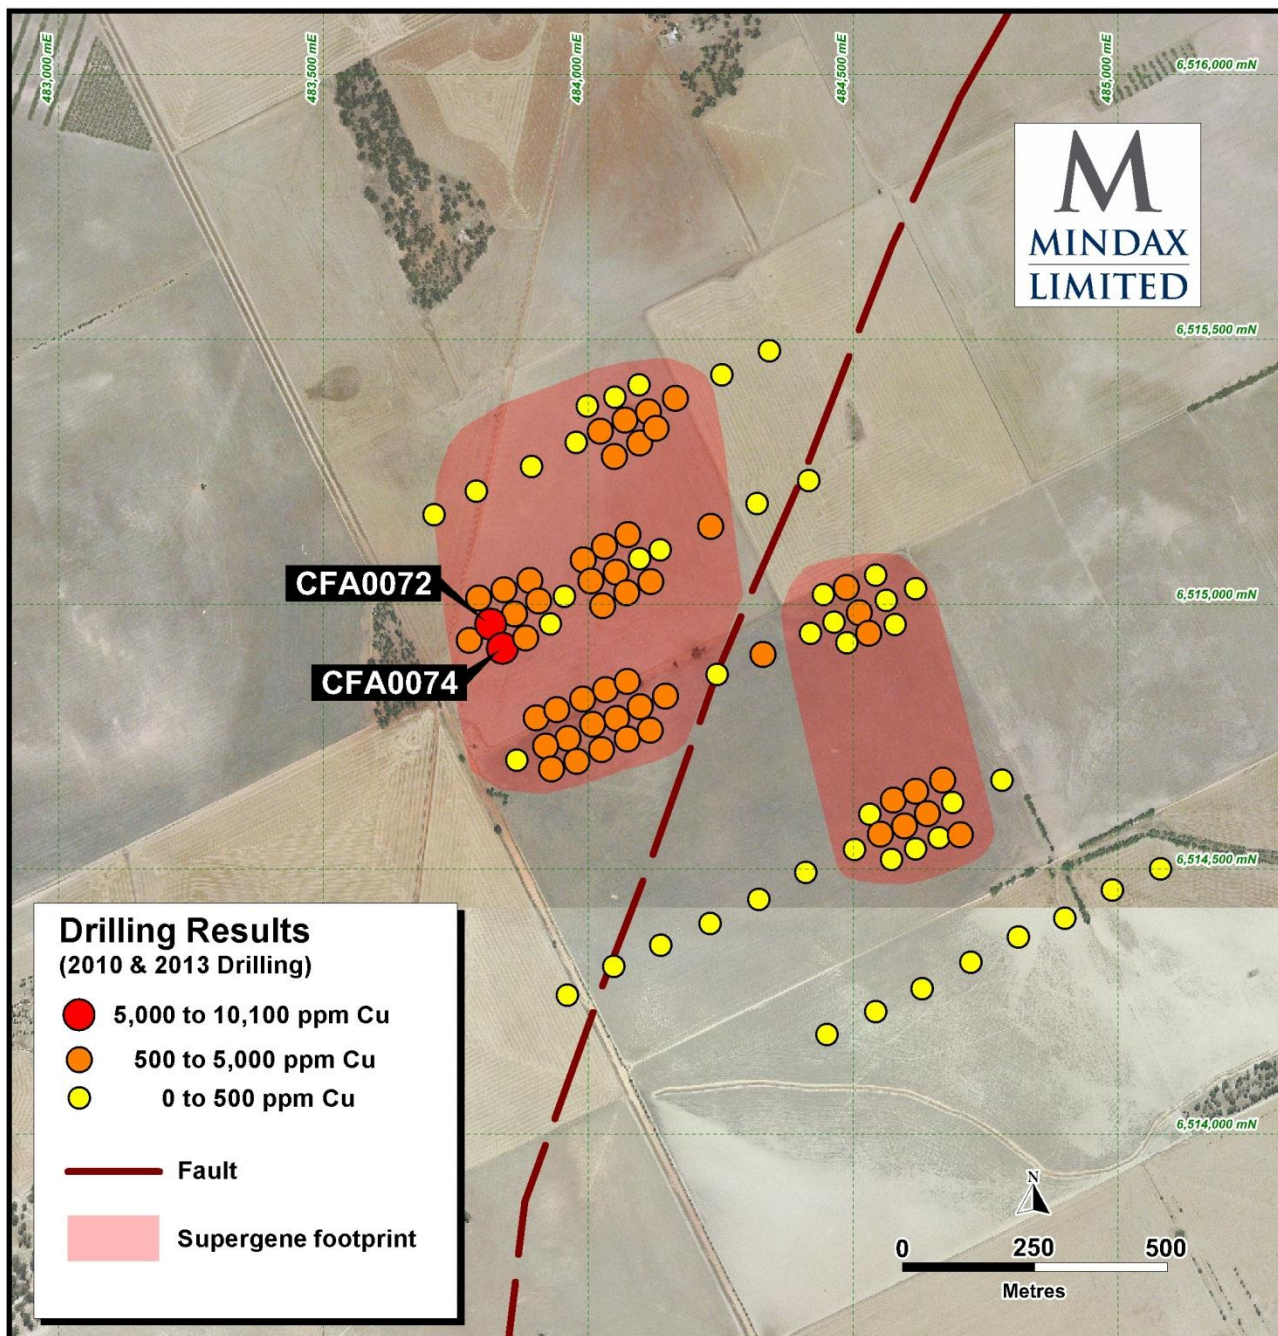 483,000 mE
483,500 mE
484,000 mE
484,500 mE
485,000 mE
6,516,000 mN
M
MINDAX
LIMITED
6,515,500 mN
CFA0072
6,515,000 mN
CFA0074
6,514,500 mN
Drilling Results
(2010 & 2013 Drilling)
5,000 to 10,100 ppm Cu
500 to 5,000 ppm Cu
0 to 500 ppm Cu
Fault
Supergene footprint
6,514,000 mN
N
0 250 500
Metres